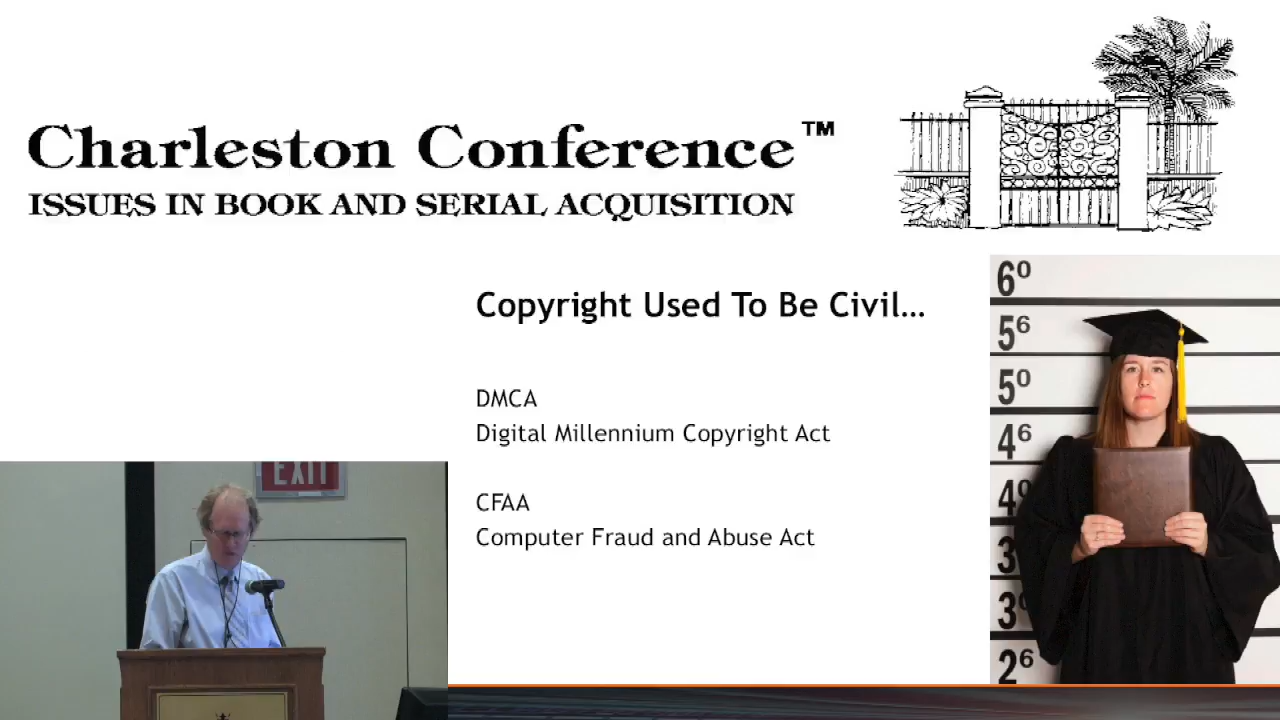 Charleston Conference™
ISSUES IN BOOK AND SERIAL ACQUISITION
Copyright Used To Be Civil…
DMCA
Digital Millennium Copyright Act
CFAA
Computer Fraud and Abuse Act
EXIT
6⁰
5⁶
5⁰
4⁶
4⁰
3
3⁰
2⁶